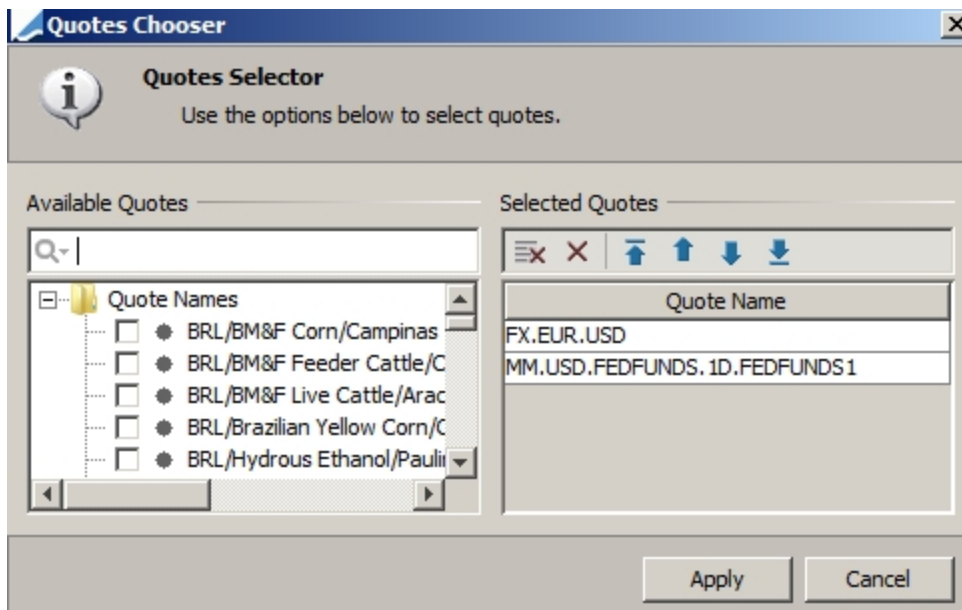 Quotes Chooser
Quotes Selector
Use the options below to select quotes.
Available Quotes
Selected Quotes
Quote Names
BRL/BM&F Corn/Campinas
BRL/BM&F Feeder Cattle/C
BRL/BM&F Live Cattle/Arac
BRL/Brazilian Yellow Corn/C
BRL/Hydrous Ethanol/Paulin
Quote Name
FX.EUR.USD
MM.USD.FEDFUNDS.1D.FEDFUNDS1
Apply
Cancel